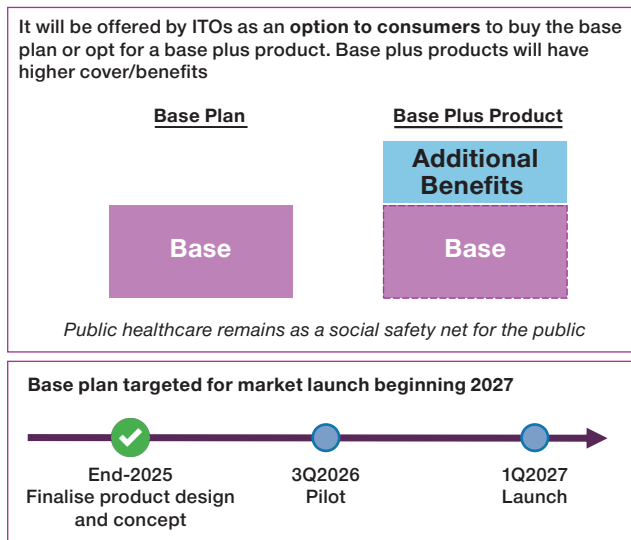 It will be offered by ITOs as an option to consumers to buy the base
plan or opt for a base plus product. Base plus products will have
higher cover/benefits
Base Plan
Base Plus Product
Additional
Benefits
Base
Base
Public healthcare remains as a social safety net for the public
Base plan targeted for market launch beginning 2027
End-2025
Finalise product design
and concept
3Q2026
Pilot
1Q2027
Launch